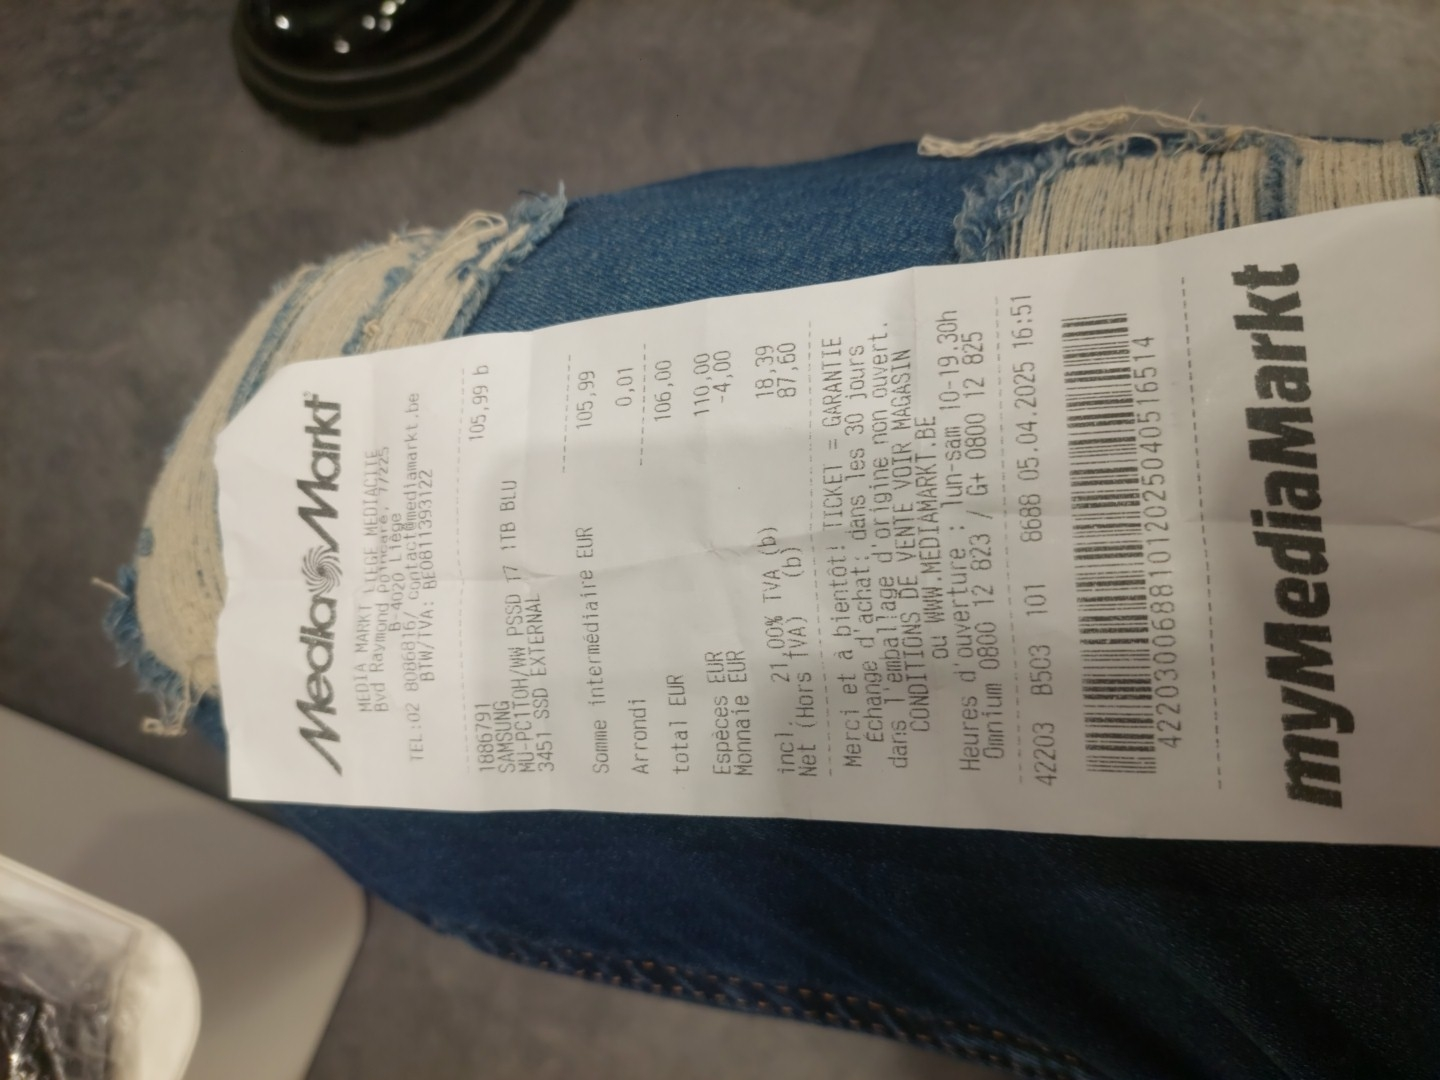 MediaMarkt
MEDIA MARKT LIEGE MEDIACITE
Bvd Raymond Poincaré, 7/225
B-4020 Liège
TEL:02 8086816/ contact@mediamarkt.be
BTW/TVA: BE0811393122
1886791 105,99 b
SAMSUNG
MU-PC1T0H/WW PSSD T7 1TB BLU
3451 SSD EXTERNAL
Somme intermédiaire EUR 105,99
Arrondi 0,01
total EUR 106,00
Espèces EUR 110,00
Monnaie EUR -4,00
incl. 21,00% TVA (b) 18,39
Net (Hors TVA) (b) 87,60
Merci et à bientôt! TICKET = GARANTIE
Echange d'achat: dans les 30 jours
dans l'emballage d'origine non ouvert.
CONDITIONS DE VENTE VOIR MAGASIN
ou WWW.MEDIAMARKT.BE
Heures d'ouverture : lun-sam 10-19.30h
Omnium 0800 12 823 / G+ 0800 12 825
42203 B503 101 8688 05.04.2025 16:51
4220300688101202504051651​4
myMediaMarkt